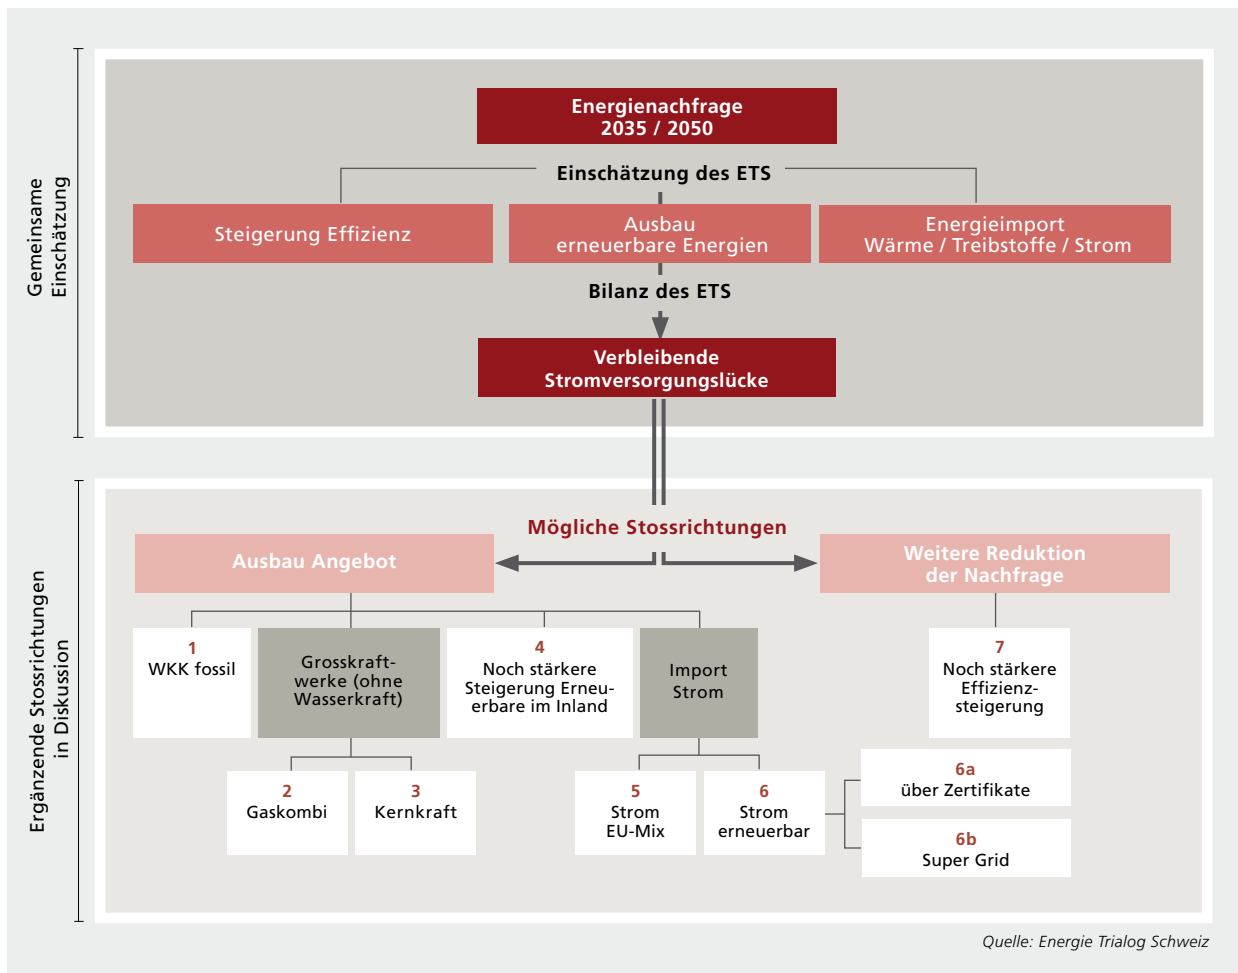 Gemeinsame
Einschätzung
Energienachfrage
2035 / 2050
Einschätzung des ETS
Steigerung Effizienz
Ausbau
erneuerbare Energien
Energieimport
Wärme / Treibstoffe / Strom
Bilanz des ETS
Verbleibende
Stromversorgungslücke
Ergänzende Stossrichtungen
in Diskussion
Mögliche Stossrichtungen
Ausbau Angebot
Weitere Reduktion
der Nachfrage
1
WKK fossil
Grosskraft-
werke (ohne
Wasserkraft)
4
Noch stärkere
Steigerung Erneu-
erbare im Inland
Import
Strom
7
Noch stärkere
Effizienz-
steigerung
2
Gaskombi
3
Kernkraft
5
Strom
EU-Mix
6
Strom
erneuerbar
6a
über Zertifikate
6b
Super Grid
Quelle: Energie Trialog Schweiz